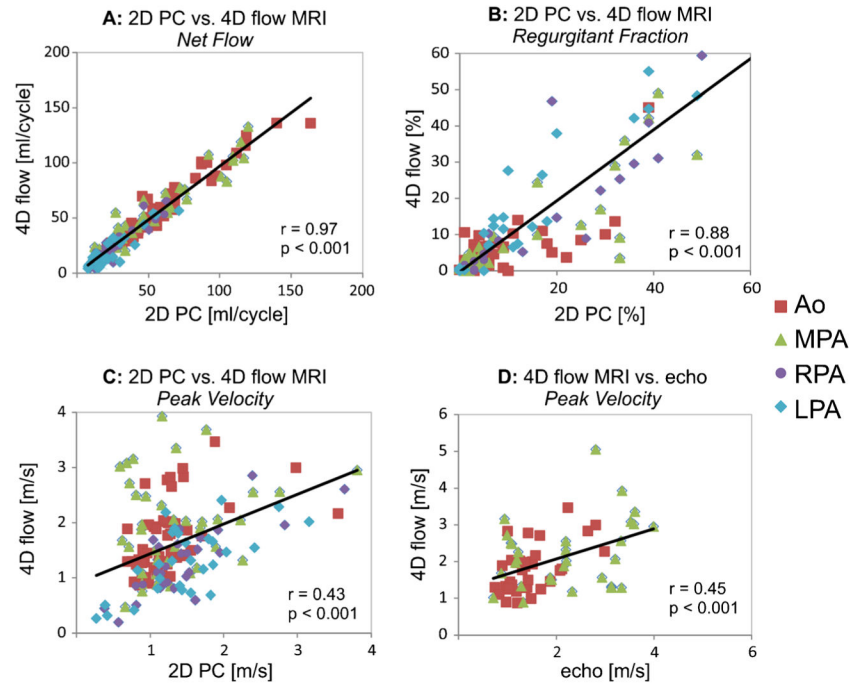 A: 2D PC vs. 4D flow MRI
Net Flow
200
150
100
50
0
50
100
150
200
4D flow [ml/cycle]
2D PC [ml/cycle]
r = 0.97
p < 0.001
B: 2D PC vs. 4D flow MRI
Regurgitant Fraction
60
50
40
30
20
10
0
20
40
60
4D flow [%]
2D PC [%]
r = 0.88
p < 0.001
C: 2D PC vs. 4D flow MRI
Peak Velocity
4
3
2
1
0
1
2
3
4
4D flow [m/s]
2D PC [m/s]
r = 0.43
p < 0.001
D: 4D flow MRI vs. echo
Peak Velocity
6
5
4
3
2
1
0
2
4
6
4D flow [m/s]
echo [m/s]
r = 0.45
p < 0.001
Ao
MPA
RPA
LPA